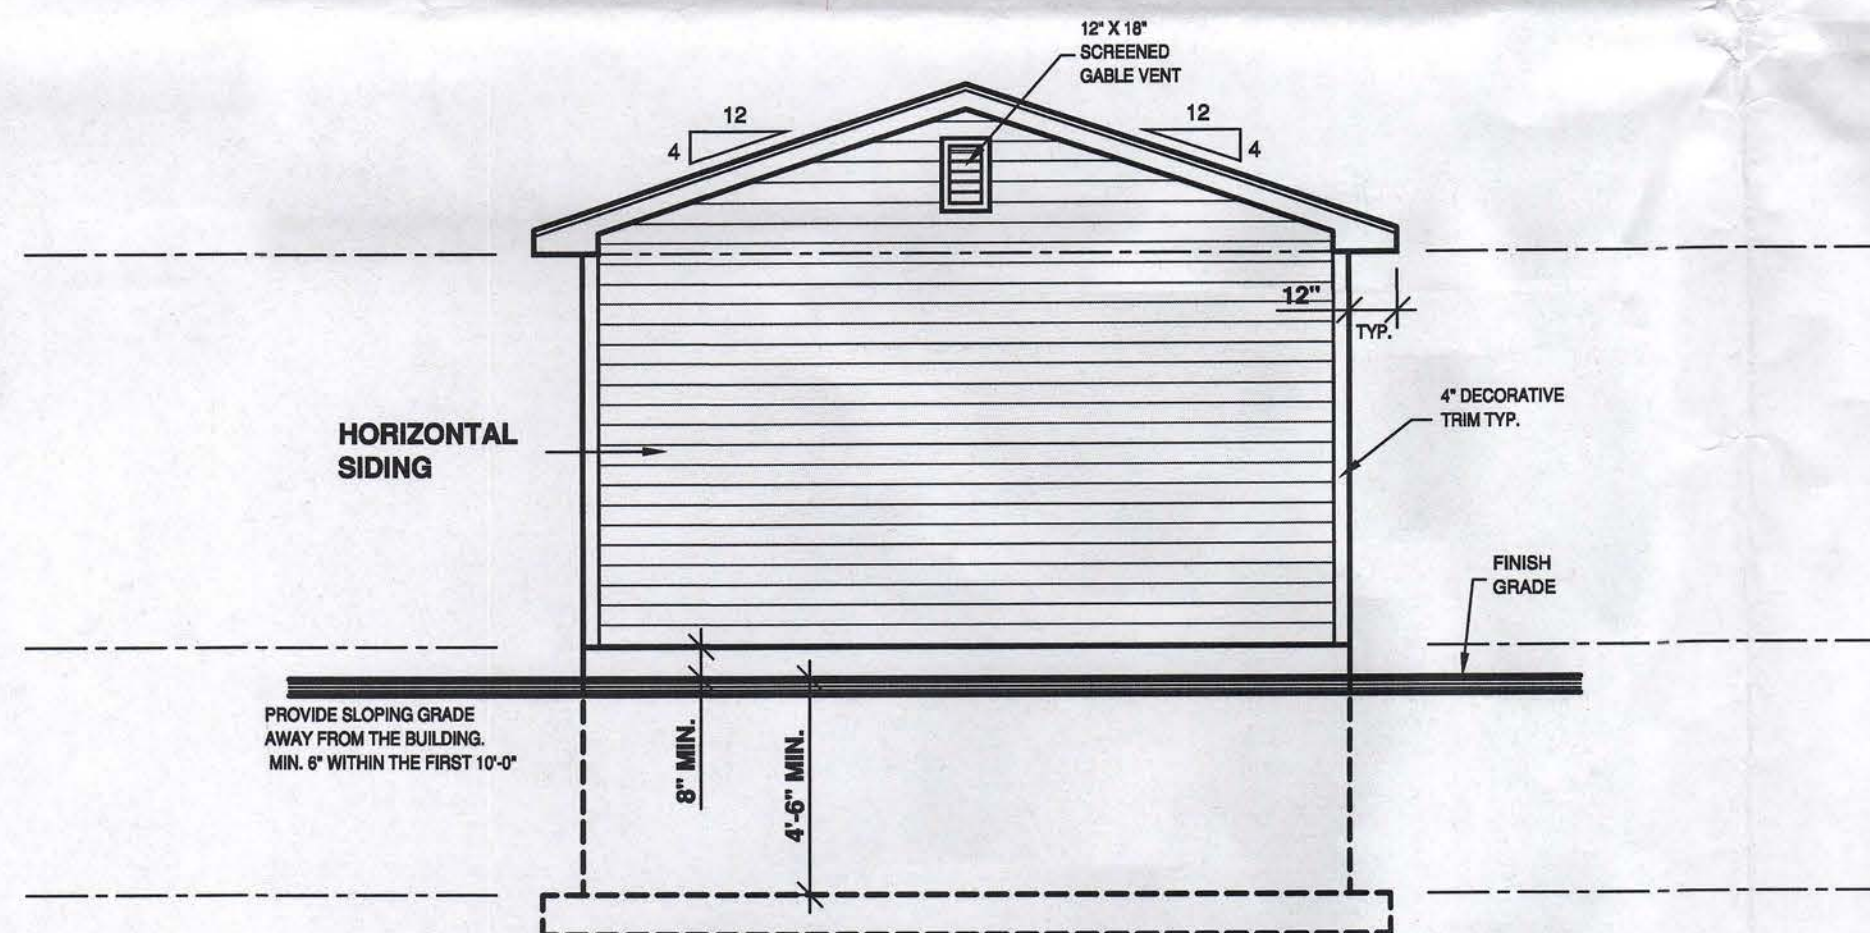 12" X 18"
SCREENED
GABLE VENT
12
4
12
4
12"
TYP.
4" DECORATIVE
TRIM TYP.
HORIZONTAL
SIDING
FINISH
GRADE
PROVIDE SLOPING GRADE
AWAY FROM THE BUILDING.
MIN. 6" WITHIN THE FIRST 10'-0"
8" MIN.
4'-6" MIN.